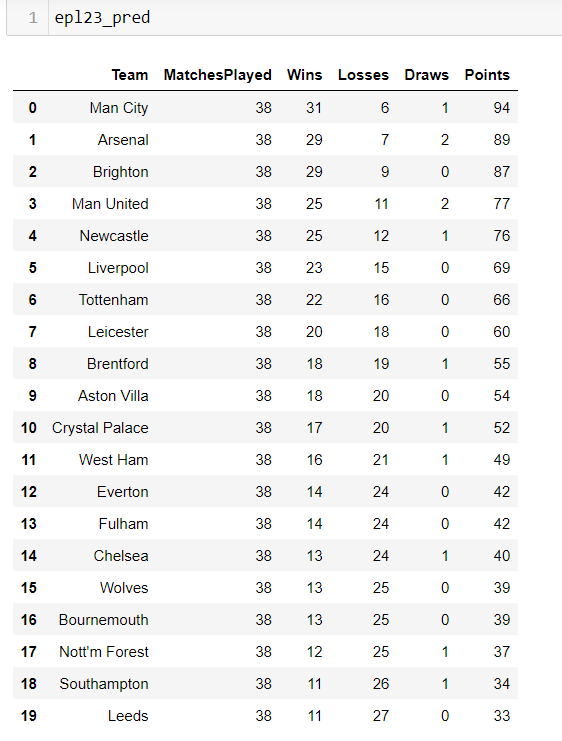 1 epl23_pred
Team MatchesPlayed Wins Losses Draws Points
0 Man City 38 31 6 1 94
1 Arsenal 38 29 7 2 89
2 Brighton 38 29 9 0 87
3 Man United 38 25 11 2 77
4 Newcastle 38 25 12 1 76
5 Liverpool 38 23 15 0 69
6 Tottenham 38 22 16 0 66
7 Leicester 38 20 18 0 60
8 Brentford 38 18 19 1 55
9 Aston Villa 38 18 20 0 54
10 Crystal Palace 38 17 20 1 52
11 West Ham 38 16 21 1 49
12 Everton 38 14 24 0 42
13 Fulham 38 14 24 0 42
14 Chelsea 38 13 24 1 40
15 Wolves 38 13 25 0 39
16 Bournemouth 38 13 25 0 39
17 Nott'm Forest 38 12 25 1 37
18 Southampton 38 11 26 1 34
19 Leeds 38 11 27 0 33